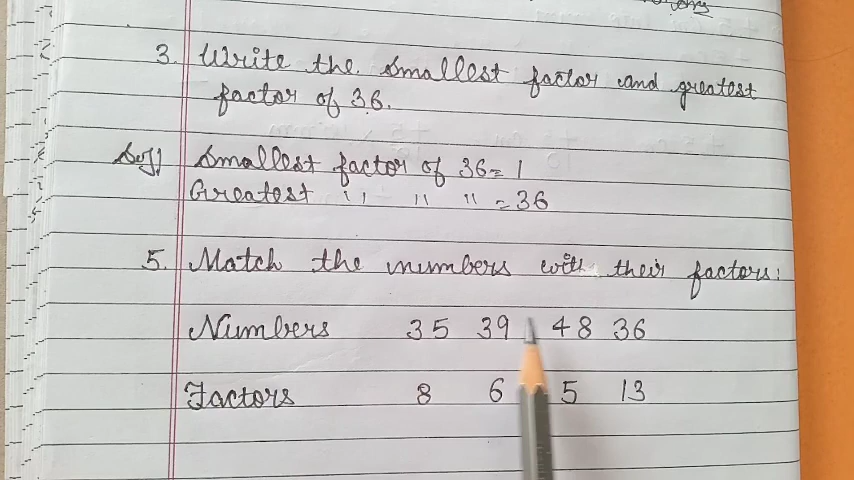 3. Write the smallest factor and greatest
factor of 36.
Smallest factor of 36 = 1
Greatest " " " = 36
5. Match the numbers with their factors:
Numbers 35 39 48 36
Factors 8 6 5 13